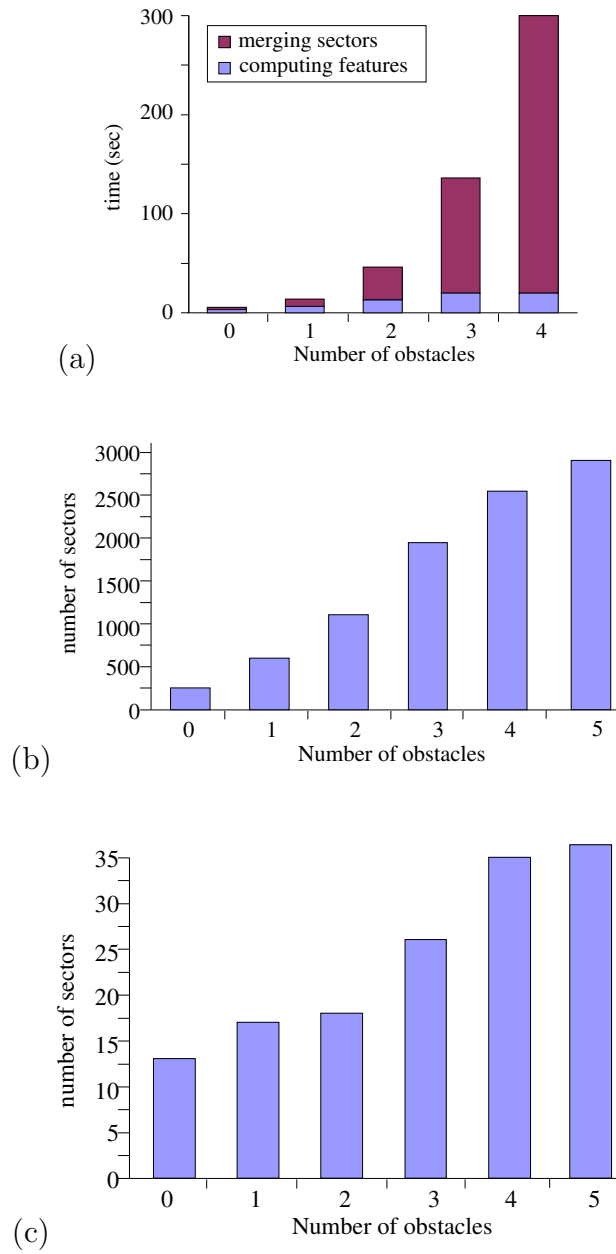 300
merging sectors
computing features
200
time (sec)
100
0
0 1 2 3 4
Number of obstacles
(a)
3000
2500
2000
1500
1000
500
0
number of sectors
0 1 2 3 4 5
Number of obstacles
(b)
35
30
25
20
15
10
5
0
number of sectors
0 1 2 3 4 5
Number of obstacles
(c)